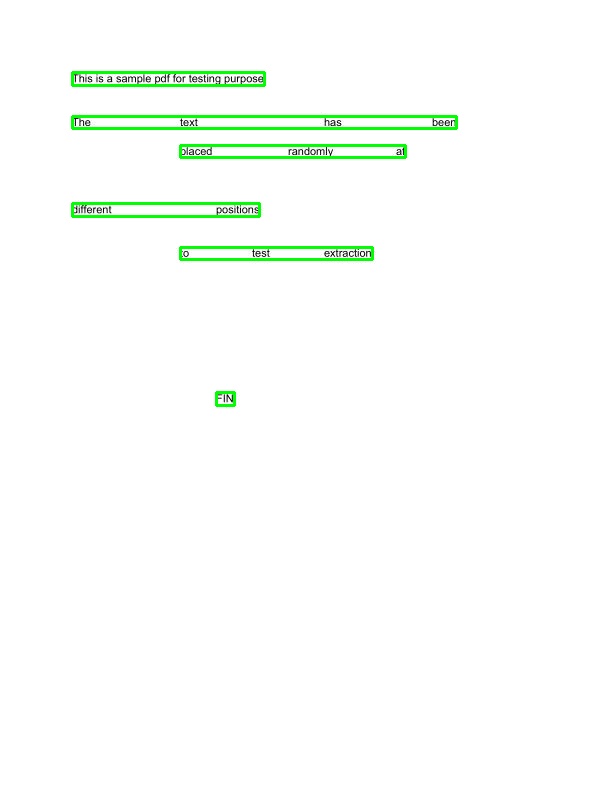 This is a sample pdf for testing purpose
The text has been
placed randomly at
different positions
to test extraction
FIN